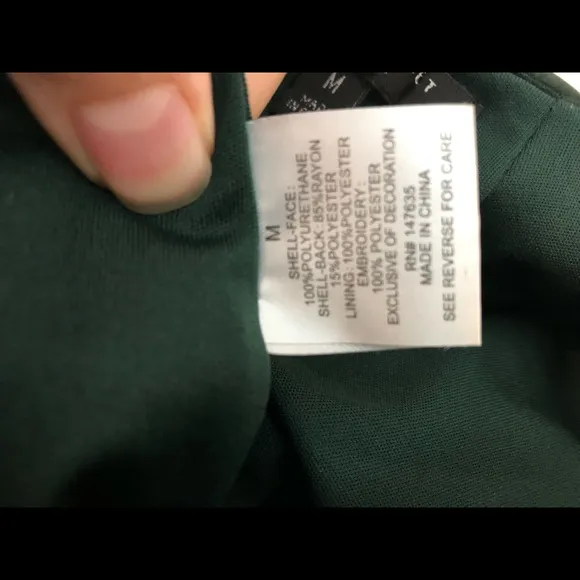 M
MADE
M
SHELL-FACE:
100%POLYURETHANE
SHELL-BACK: 85%RAYON
15%POLYESTER
LINING: 100%POLYESTER
EMBROIDERY:
100% POLYESTER
EXCLUSIVE OF DECORATION
RN# 147635
MADE IN CHINA
SEE REVERSE FOR CARE